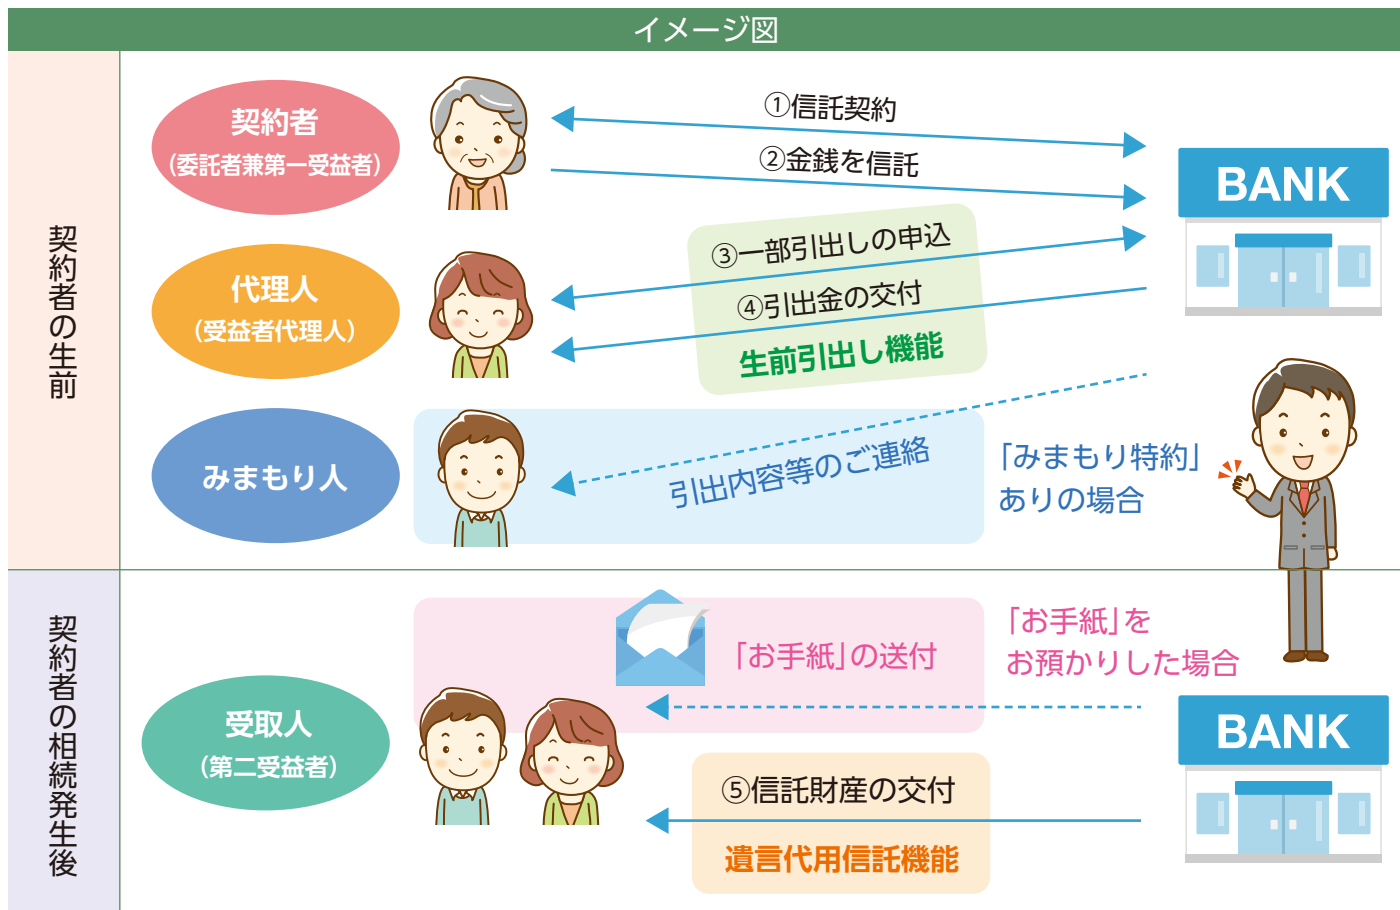 イメージ図
契約者の生前
契約者
（委託者兼第一受益者）
①信託契約
②金銭を信託
BANK
代理人
（受益者代理人）
③一部引出しの申込
④引出金の交付
生前引出し機能
みまもり人
引出内容等のご連絡
「みまもり特約」
ありの場合
契約者の相続発生後
受取人
（第二受益者）
「お手紙」の送付
「お手紙」を
お預かりした場合
BANK
⑤信託財産の交付
遺言代用信託機能